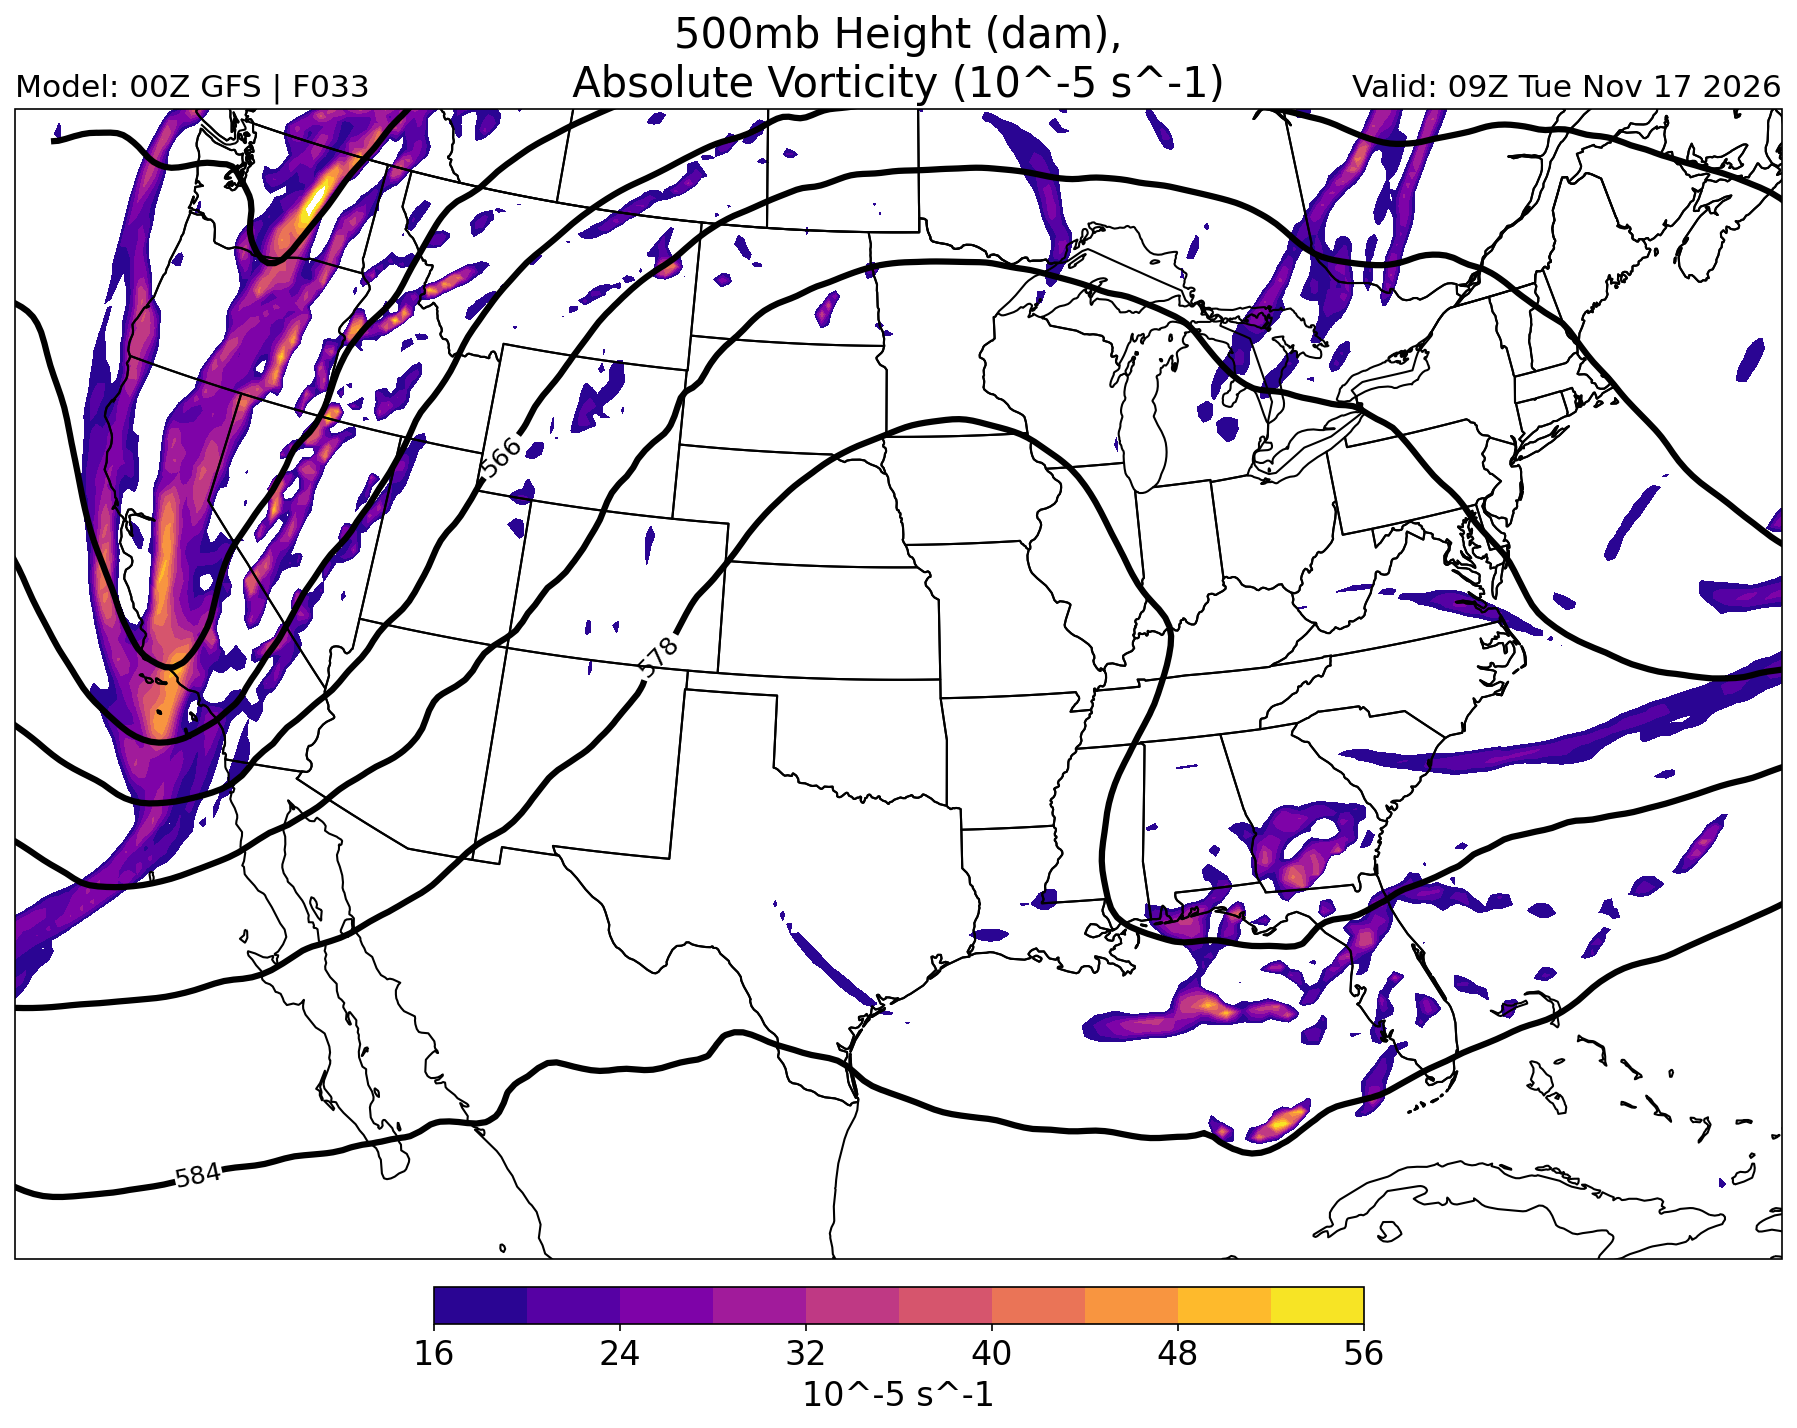 500mb Height (dam),
Model: 00Z GFS | F033
Absolute Vorticity (10^-5 s^-1)
Valid: 09Z Tue Nov 17 2026
566
578
584
16 24 32 40 48 56
10^-5 s^-1